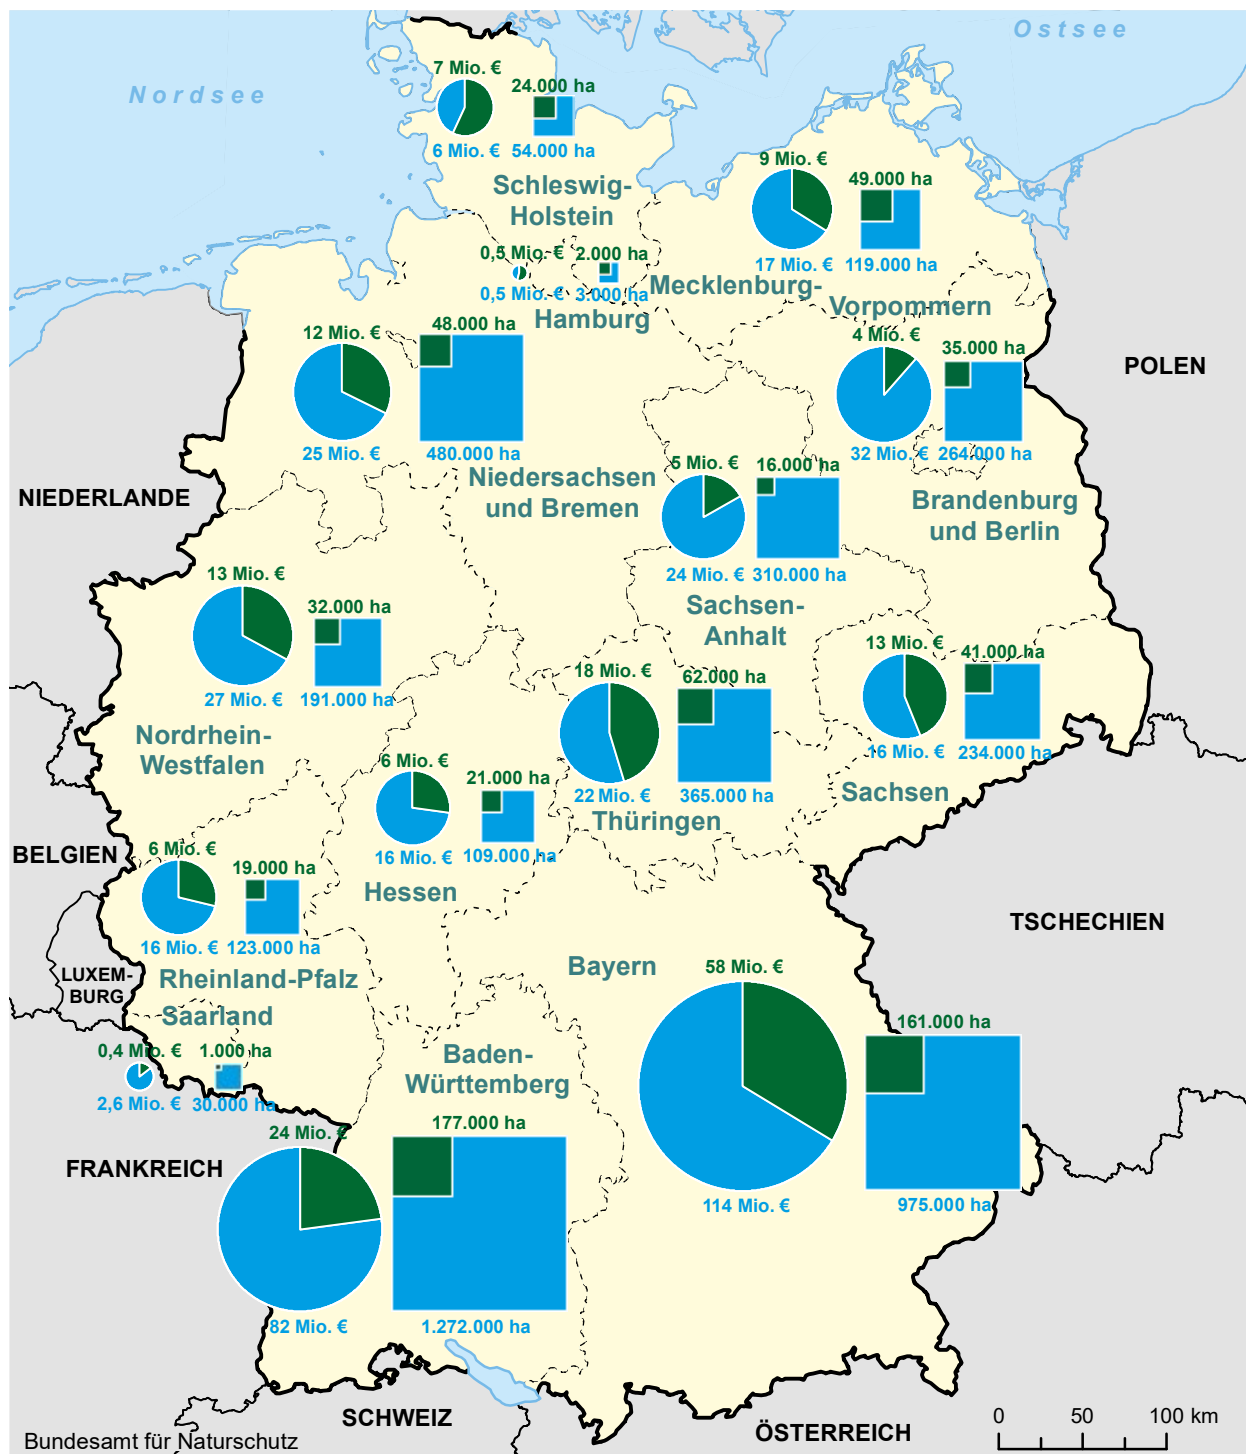 Ostsee
Nordsee
7 Mio. €
24.000 ha
6 Mio. €
54.000 ha
Schleswig-
Holstein
9 Mio. €
49.000 ha
17 Mio. €
119.000 ha
Mecklenburg-
Vorpommern
0,5 Mio. €
2.000 ha
0,5 Mio. €
3.000 ha
Hamburg
12 Mio. €
48.000 ha
25 Mio. €
480.000 ha
Niedersachsen
und Bremen
4 Mio. €
35.000 ha
32 Mio. €
264.000 ha
Brandenburg
und Berlin
POLEN
NIEDERLANDE
5 Mio. €
16.000 ha
24 Mio. €
310.000 ha
Sachsen-
Anhalt
13 Mio. €
32.000 ha
27 Mio. €
191.000 ha
Nordrhein-
Westfalen
18 Mio. €
62.000 ha
22 Mio. €
365.000 ha
Thüringen
13 Mio. €
41.000 ha
16 Mio. €
234.000 ha
Sachsen
6 Mio. €
21.000 ha
16 Mio. €
109.000 ha
Hessen
BELGIEN
6 Mio. €
19.000 ha
16 Mio. €
123.000 ha
Rheinland-Pfalz
LUXEM-
BURG
TSCHECHIEN
Saarland
0,4 Mio. €
1.000 ha
2,6 Mio. €
30.000 ha
Bayern
58 Mio. €
161.000 ha
114 Mio. €
975.000 ha
Baden-
Württemberg
24 Mio. €
177.000 ha
82 Mio. €
1.272.000 ha
FRANKREICH
SCHWEIZ
ÖSTERREICH
0 50 100 km
Bundesamt für Naturschutz